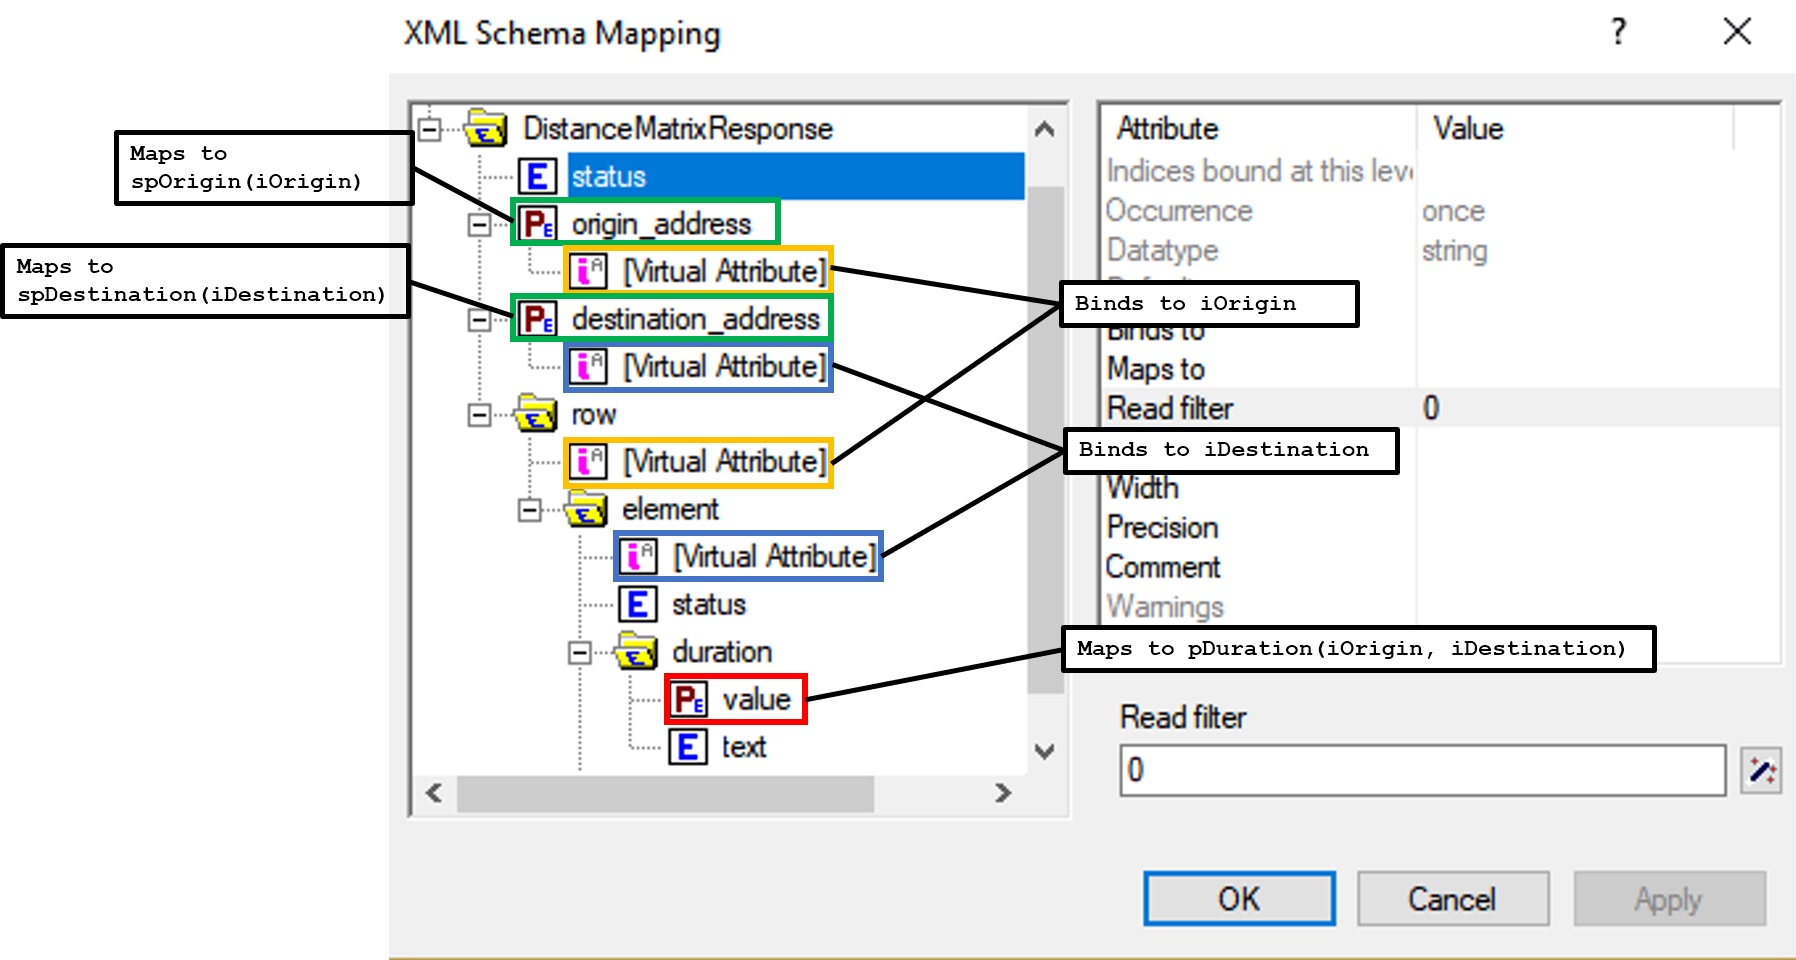 XML Schema Mapping
?
DistanceMatrixResponse
E status
Maps to
spOrigin(iOrigin)
PE origin_address
iA [Virtual Attribute]
Maps to
spDestination(iDestination)
PE destination_address
iA [Virtual Attribute]
row
iA [Virtual Attribute]
element
iA [Virtual Attribute]
E status
duration
PE value
E text
Attribute Value
Indices bound at this leve
Occurrence once
Datatype string
Binds to iOrigin
Binds to
Maps to
Read filter 0
Binds to iDestination
Width
Precision
Comment
Warnings
Maps to pDuration(iOrigin, iDestination)
Read filter
0
OK Cancel Apply